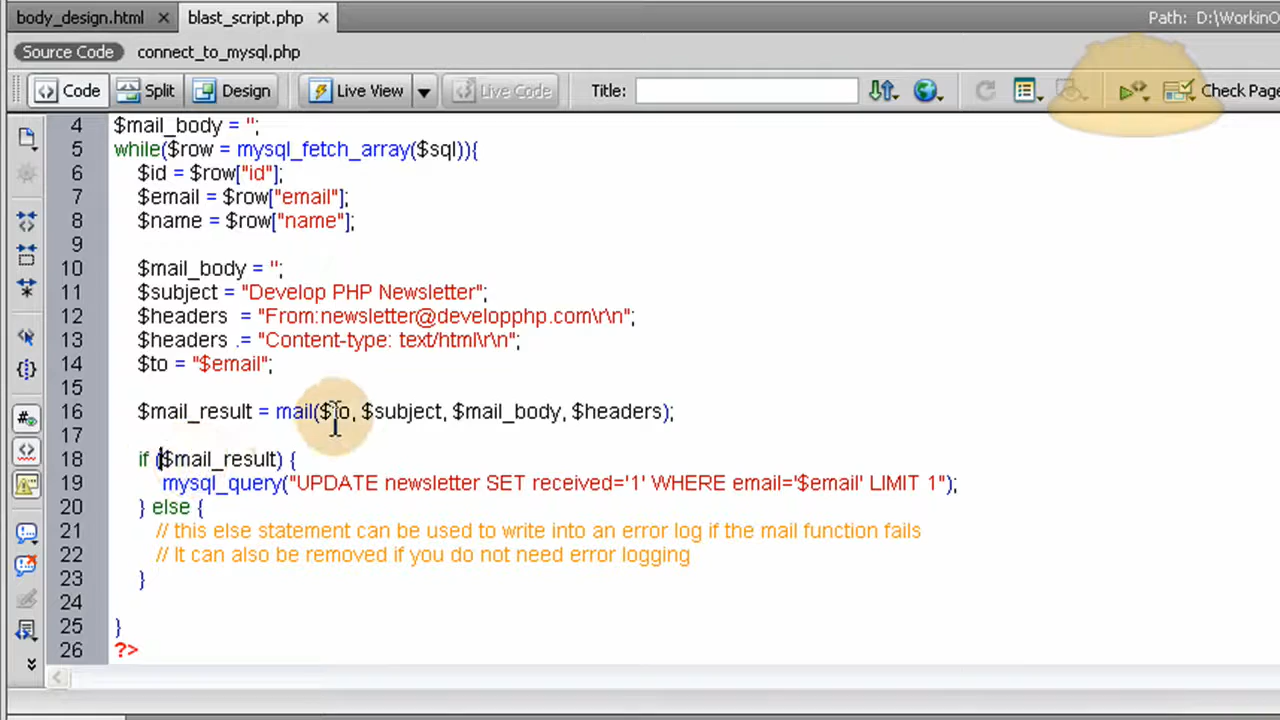 body_design.html × blast_script.php × Path: D:\WorkinO
Source Code connect_to_mysql.php
Code Split Design Live View Live Code Title: Check Page
4 $mail_body = '';
5 while($row = mysql_fetch_array($sql)){
6 $id = $row["id"];
7 $email = $row["email"];
8 $name = $row["name"];
9
10 $mail_body = '';
11 $subject = "Develop PHP Newsletter";
12 $headers  = "From:newsletter@developphp.com\r\n";
13 $headers .= "Content-type: text/html\r\n";
14 $to = "$email";
15
16 $mail_result = mail($to, $subject, $mail_body, $headers);
17
18 if ($mail_result) {
19 mysql_query("UPDATE newsletter SET received='1' WHERE email='$email' LIMIT 1");
20 } else {
21 // this else statement can be used to write into an error log if the mail function fails
22 // It can also be removed if you do not need error logging
23 }
24
25 }
26 ?>